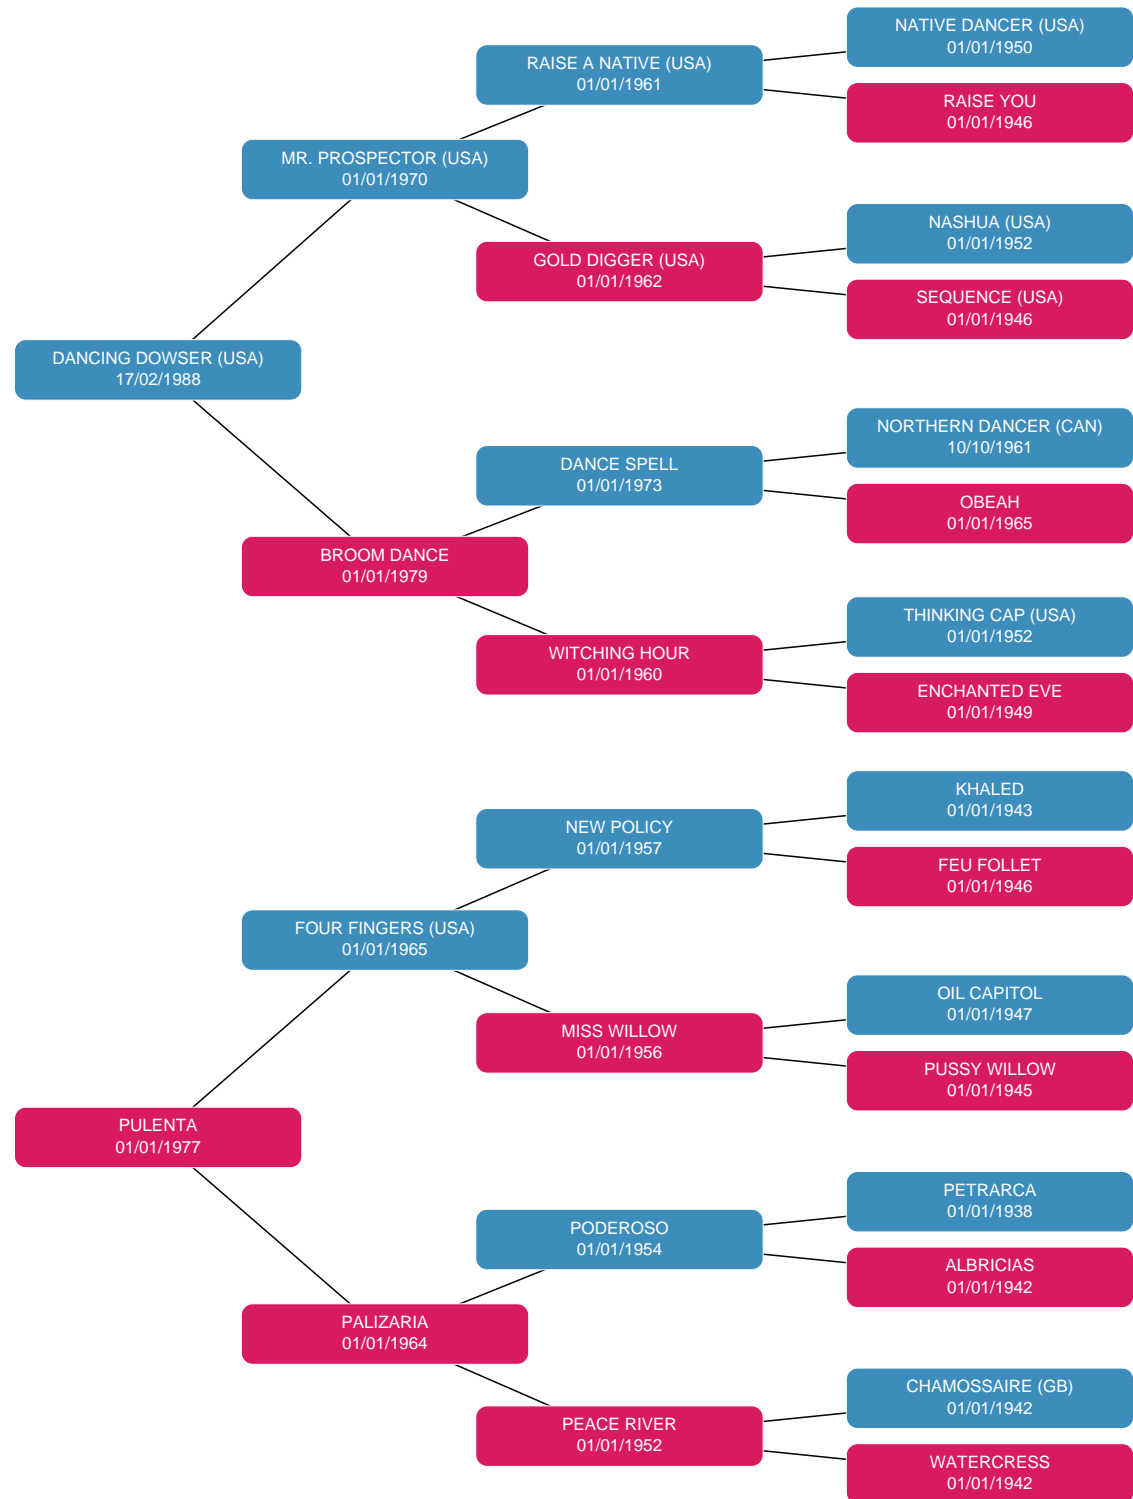 NATIVE DANCER (USA)
01/01/1950
RAISE A NATIVE (USA)
01/01/1961
RAISE YOU
01/01/1946
MR. PROSPECTOR (USA)
01/01/1970
NASHUA (USA)
01/01/1952
GOLD DIGGER (USA)
01/01/1962
SEQUENCE (USA)
01/01/1946
DANCING DOWSER (USA)
17/02/1988
NORTHERN DANCER (CAN)
10/10/1961
DANCE SPELL
01/01/1973
OBEAH
01/01/1965
BROOM DANCE
01/01/1979
THINKING CAP (USA)
01/01/1952
WITCHING HOUR
01/01/1960
ENCHANTED EVE
01/01/1949
KHALED
01/01/1943
NEW POLICY
01/01/1957
FEU FOLLET
01/01/1946
FOUR FINGERS (USA)
01/01/1965
OIL CAPITOL
01/01/1947
MISS WILLOW
01/01/1956
PUSSY WILLOW
01/01/1945
PULENTA
01/01/1977
PETRARCA
01/01/1938
PODEROSO
01/01/1954
ALBRICIAS
01/01/1942
PALIZARIA
01/01/1964
CHAMOSSAIRE (GB)
01/01/1942
PEACE RIVER
01/01/1952
WATERCRESS
01/01/1942